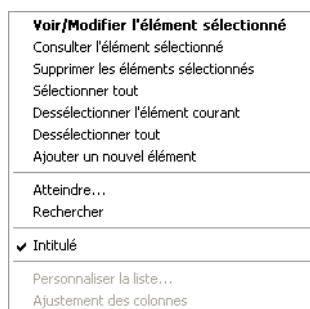 Voir/Modifier l'élément sélectionné
Consulter l'élément sélectionné
Supprimer les éléments sélectionnés
Sélectionner tout
Dessélectionner l'élément courant
Dessélectionner tout
Ajouter un nouvel élément
Atteindre...
Rechercher
Intitulé
Personnaliser la liste...
Ajustement des colonnes